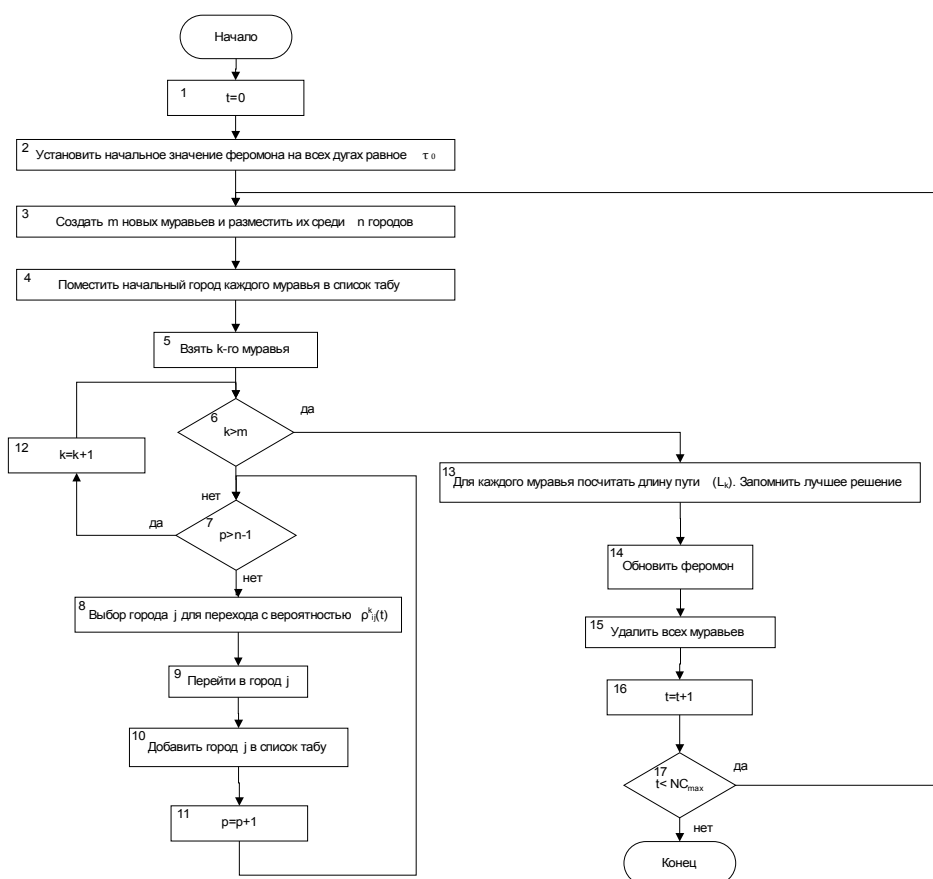 Начало
1
t=0
2 Установить начальное значение феромона на всех дугах равное τ 0
3
Создать m новых муравьев и разместить их среди n городов
4
Поместить начальный город каждого муравья в список табу
5
Взять k-го муравья
6
k>m
да
нет
12
k=k+1
7
p>n-1
да
нет
8 Выбор города j для перехода с вероятностью ρᵏᵢⱼ(t)
9
Перейти в город j
10
Добавить город j в список табу
11
p=p+1
13 Для каждого муравья посчитать длину пути (Lₖ). Запомнить лучшее решение
14
Обновить феромон
15
Удалить всех муравьев
16
t=t+1
17
t< NCmax
да
нет
Конец